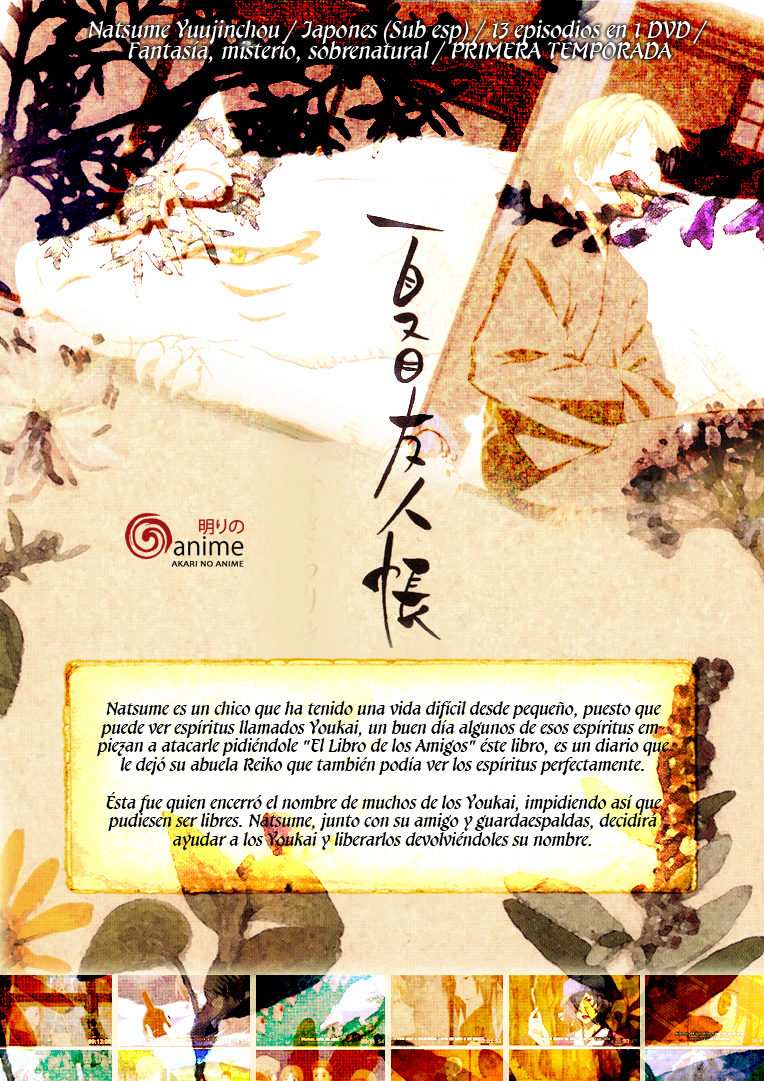 Natsume Yuujinchou / Japones (Sub esp) / 13 episodios en 1 DVD /
Fantasía, misterio, sobrenatural / PRIMERA TEMPORADA
夏目友人帳
明りの
anime
AKARI NO ANIME
Natsume es un chico que ha tenido una vida difícil desde pequeño, puesto que
puede ver espíritus llamados Youkai, un buen día algunos de esos espíritus em-
piezan a atacarle pidiéndole "El Libro de los Amigos" éste libro, es un diario que
le dejó su abuela Reiko que también podía ver los espíritus perfectamente.
Ésta fue quien encerró el nombre de muchos de los Youkai, impidiendo así que
pudiesen ser libres. Natsume, junto con su amigo y guardaespaldas, decidirá
ayudar a los Youkai y liberarlos devolviéndoles su nombre.